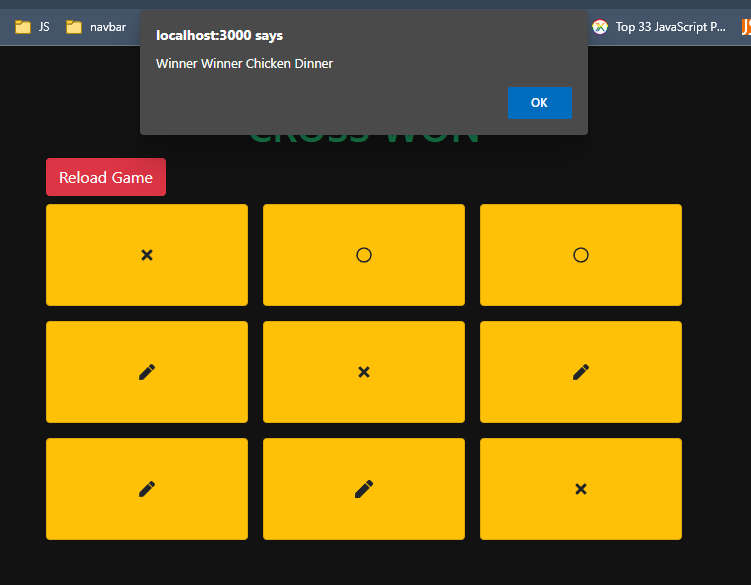 JS
navbar
Top 33 JavaScript P...
localhost:3000 says
Winner Winner Chicken Dinner
OK
CROSS WON
Reload Game